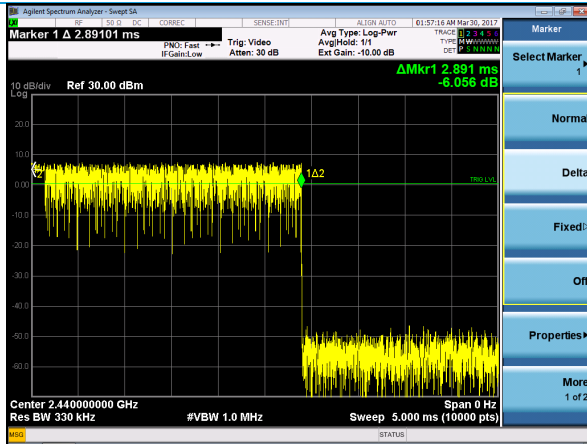 Agilent Spectrum Analyzer - Swept SA
LXI RF 50 Ω DC CORREC SENSE:INT ALIGN AUTO 01:57:16 AM Mar 30, 2017
Marker 1 Δ 2.89101 ms
PNO: Fast
IFGain:Low
Trig: Video
Atten: 30 dB
Avg Type: Log-Pwr
Avg|Hold: 1/1
Ext Gain: -10.00 dB
TRACE 1 2 3 4 5 6
TYPE MWWWWW
DET P S N N N N
ΔMkr1 2.891 ms
-6.056 dB
10 dB/div Ref 30.00 dBm
Log
20.0
10.0
0.00
-10.0
-20.0
-30.0
-40.0
-50.0
-60.0
2
1Δ2
TRIG LVL
Center 2.440000000 GHz
Span 0 Hz
Res BW 330 kHz
#VBW 1.0 MHz
Sweep 5.000 ms (10000 pts)
MSG
STATUS
Marker
Select Marker
1
Normal
Delta
Fixed
Off
Properties
More
1 of 2